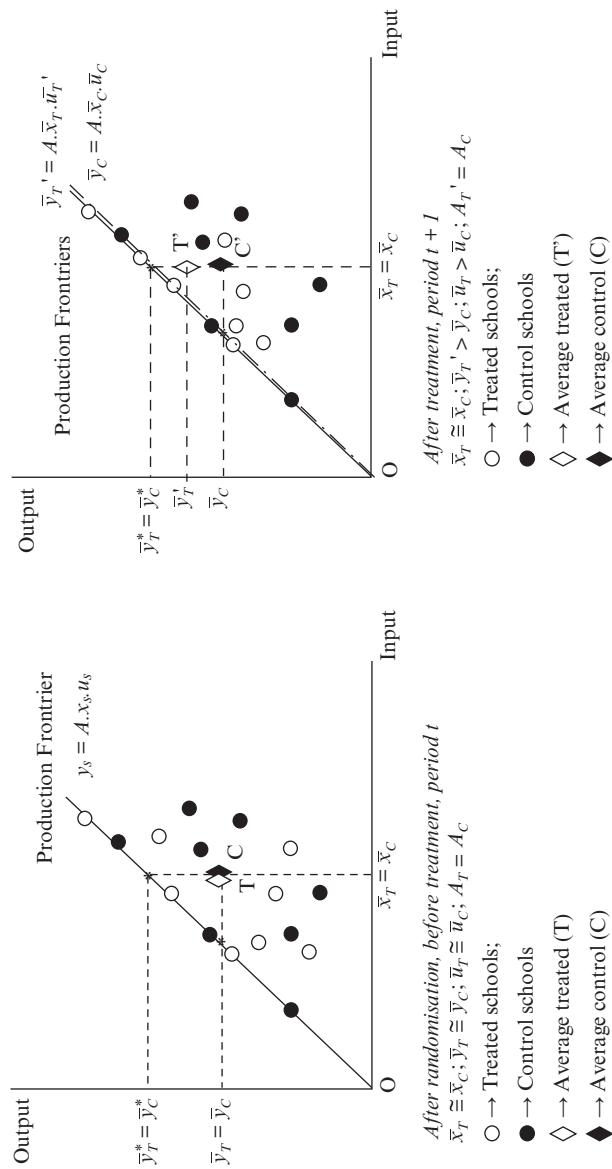 Output
Production Frontrier
y_s = A.x_s.u_s
ȳ*_T = ȳ*_C
ȳ_T = ȳ_C
T
C
O
x̄_T = x̄_C
Input
After randomisation, before treatment, period t
x̄_T ≅ x̄_C; ȳ_T ≅ ȳ_C; ū_T ≅ ū_C; A_T = A_C
○ → Treated schools;
● → Control schools
◇ → Average treated (T)
◆ → Average control (C)
Output
Production Frontriers
ȳ_T' = A.x̄_T.ū_T'
ȳ_C = A.x̄_C.ū_C
ȳ*_T = ȳ*_C
ȳ'_T
ȳ_C
T'
C'
O
x̄_T = x̄_C
Input
After treatment, period t + 1
x̄_T ≅ x̄_C; ȳ_T' > ȳ_C; ū_T > ū_C; A_T' = A_C
○ → Treated schools;
● → Control schools
◇ → Average treated (T')
◆ → Average control (C)